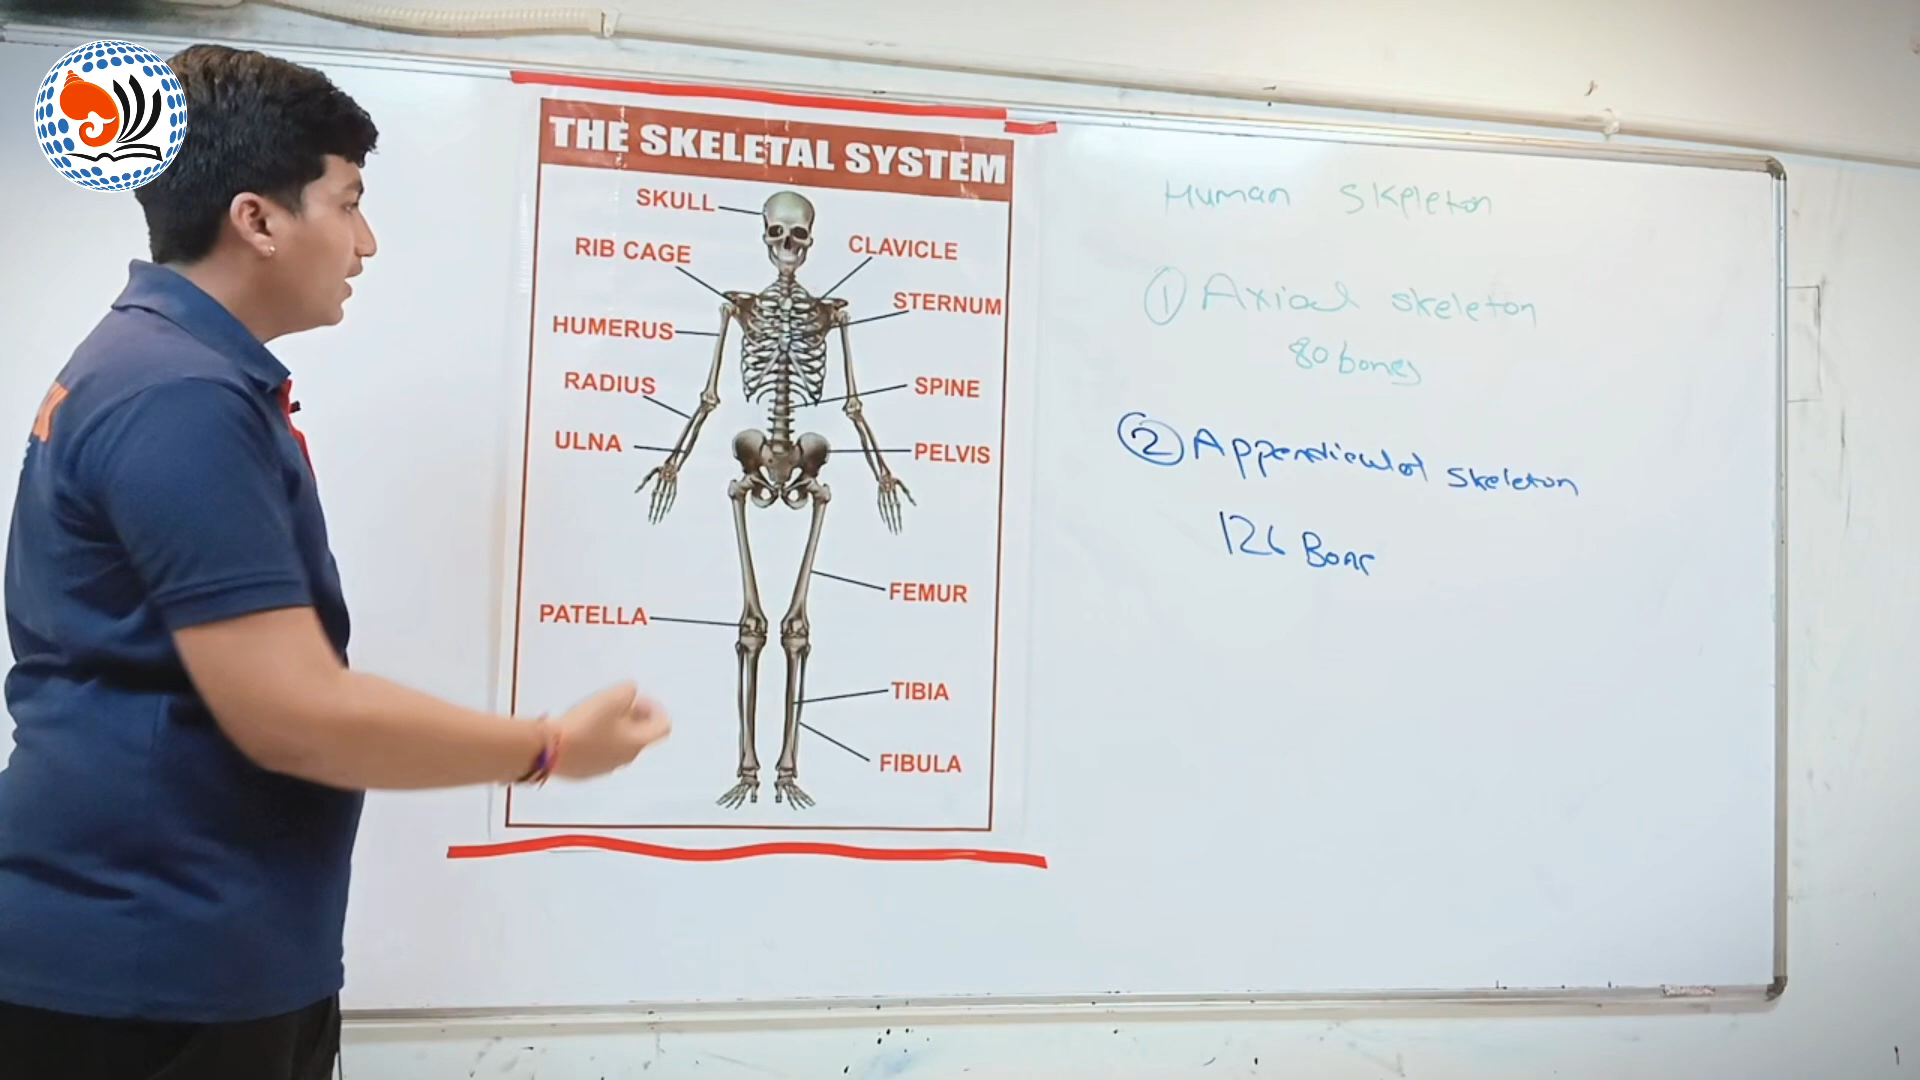 THE SKELETAL SYSTEM
SKULL
RIB CAGE
CLAVICLE
STERNUM
HUMERUS
RADIUS
SPINE
ULNA
PELVIS
FEMUR
PATELLA
TIBIA
FIBULA
Human Skeleton
① Axial skeleton
80 bones
② Appendicular skeleton
126 Bone